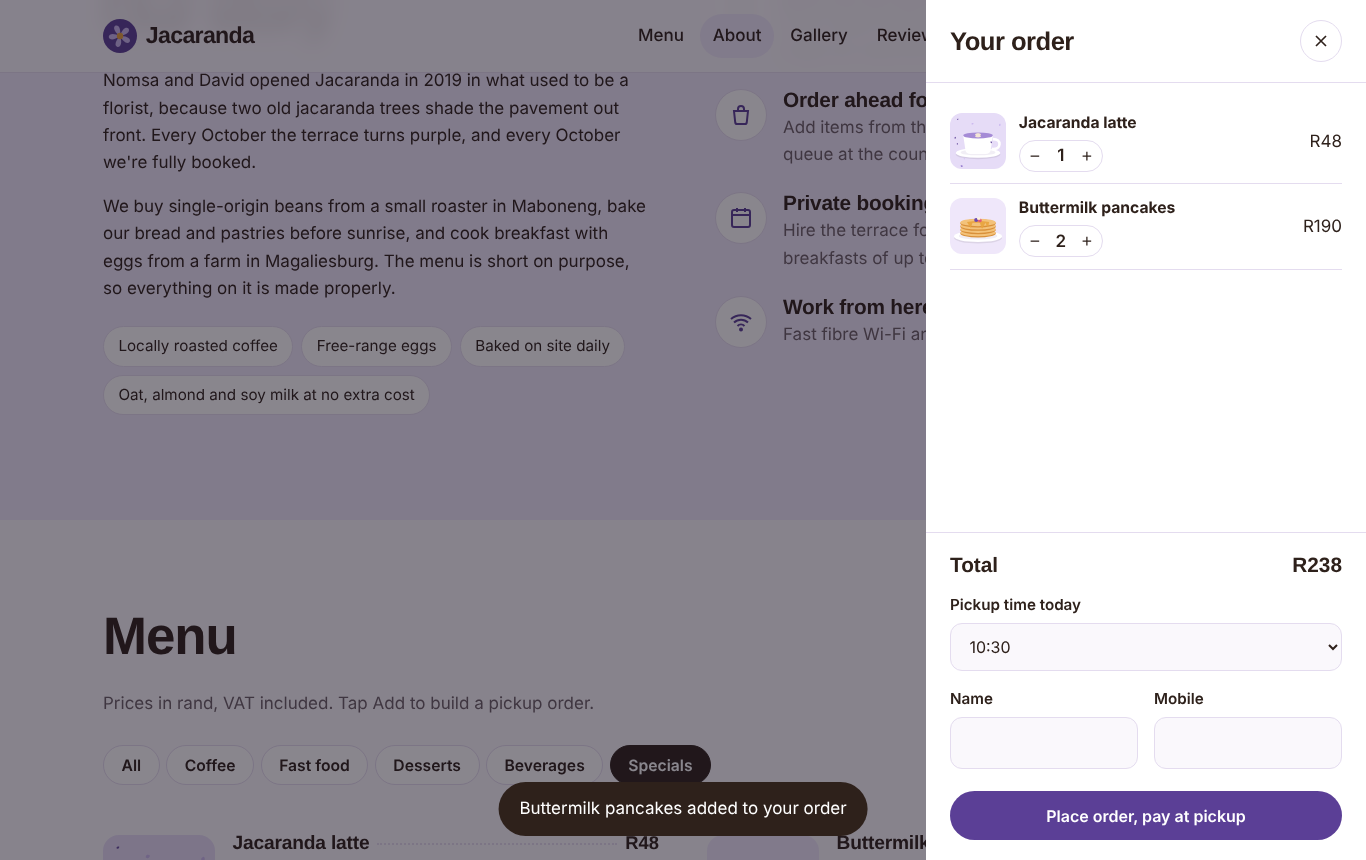 Jacaranda
Menu
About
Gallery
Nomsa and David opened Jacaranda in 2019 in what used to be a
florist, because two old jacaranda trees shade the pavement out
front. Every October the terrace turns purple, and every October
we're fully booked.
We buy single-origin beans from a small roaster in Maboneng, bake
our bread and pastries before sunrise, and cook breakfast with
eggs from a farm in Magaliesburg. The menu is short on purpose,
so everything on it is made properly.
Locally roasted coffee
Free-range eggs
Baked on site daily
Oat, almond and soy milk at no extra cost
Order ahead
Add items from
queue at the
Private
Hire the terrace
breakfasts of up
Work from here
Fast fibre Wi-Fi
Menu
Prices in rand, VAT included. Tap Add to build a pickup order.
All
Coffee
Fast food
Desserts
Beverages
Specials
Jacaranda latte
R48
Buttermilk pancakes added to your order
Your order
Jacaranda latte
− 1 +
R48
Buttermilk pancakes
− 2 +
R190
Total
R238
Pickup time today
10:30
Name
Mobile
Place order, pay at pickup